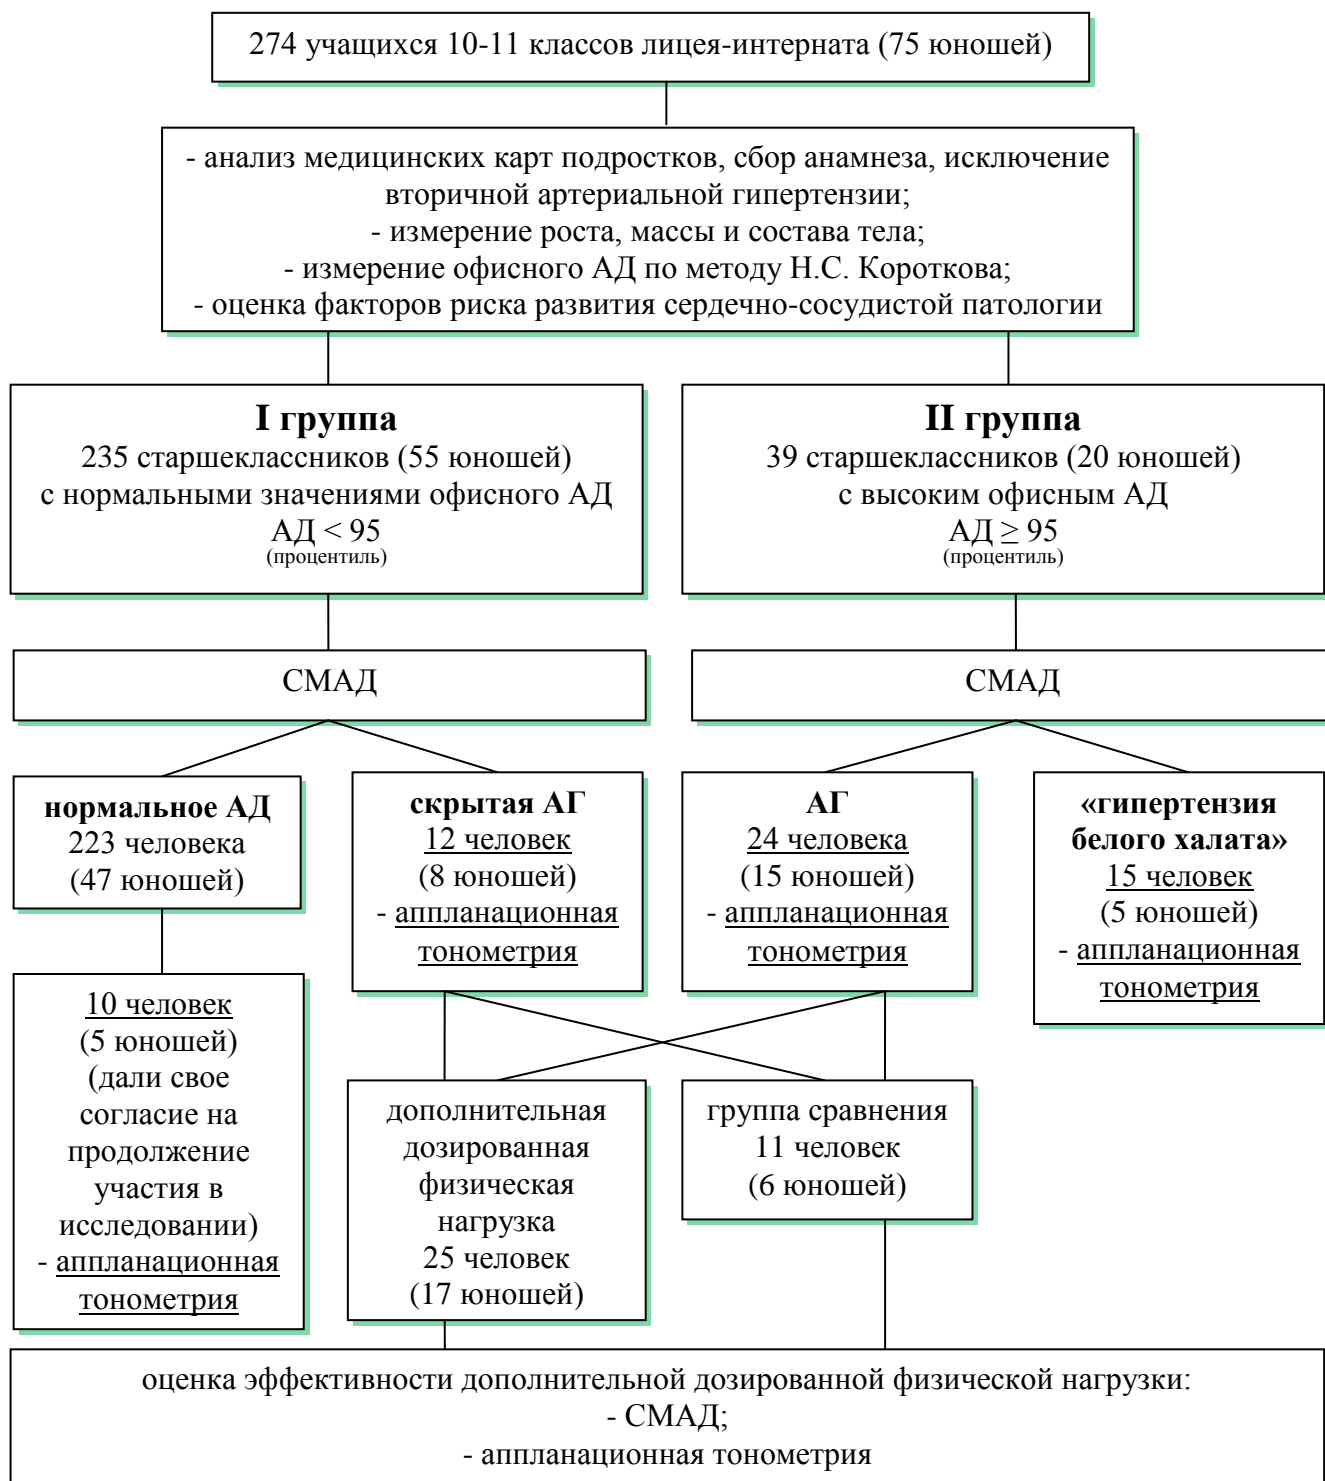 274 учащихся 10-11 классов лицея-интерната (75 юношей)
- анализ медицинских карт подростков, сбор анамнеза, исключение
вторичной артериальной гипертензии;
- измерение роста, массы и состава тела;
- измерение офисного АД по методу Н.С. Короткова;
- оценка факторов риска развития сердечно-сосудистой патологии
I группа
235 старшеклассников (55 юношей)
с нормальными значениями офисного АД
АД < 95
(процентиль)
II группа
39 старшеклассников (20 юношей)
с высоким офисным АД
АД ≥ 95
(процентиль)
СМАД
СМАД
нормальное АД
223 человека
(47 юношей)
скрытая АГ
12 человек
(8 юношей)
- аппланационная
тонометрия
АГ
24 человека
(15 юношей)
- аппланационная
тонометрия
«гипертензия
белого халата»
15 человек
(5 юношей)
- аппланационная
тонометрия
10 человек
(5 юношей)
(дали свое
согласие на
продолжение
участия в
исследовании)
- аппланационная
тонометрия
дополнительная
дозированная
физическая
нагрузка
25 человек
(17 юношей)
группа сравнения
11 человек
(6 юношей)
оценка эффективности дополнительной дозированной физической нагрузки:
- СМАД;
- аппланационная тонометрия